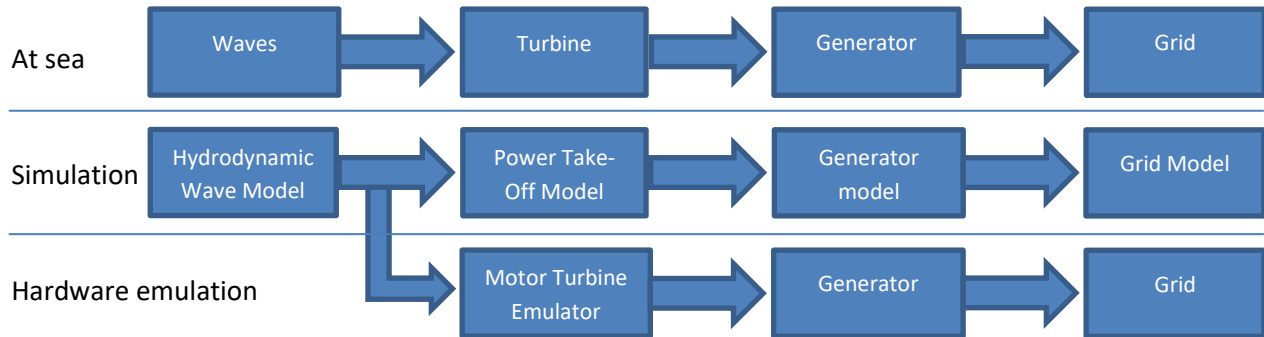 At sea
Waves
Turbine
Generator
Grid
Simulation
Hydrodynamic
Wave Model
Power Take-
Off Model
Generator
model
Grid Model
Hardware emulation
Motor Turbine
Emulator
Generator
Grid